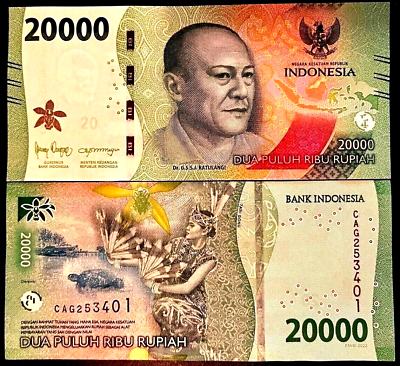 20000
NEGARA KESATUAN REPUBLIK
INDONESIA
20
GUBERNUR
BANK INDONESIA
MENTERI KEUANGAN
REPUBLIK INDONESIA
Dr. G.S.S.J. RATULANGI
20000
DUA PULUH RIBU RUPIAH
BANK INDONESIA
20000
CAG253401
CAG253401
DENGAN RAHMAT TUHAN YANG MAHA ESA, NEGARA KESATUAN
REPUBLIK INDONESIA MENGELUARKAN RUPIAH SEBAGAI ALAT
PEMBAYARAN YANG SAH DENGAN NILAI
DUA PULUH RIBU RUPIAH
20000
EMISI 2022